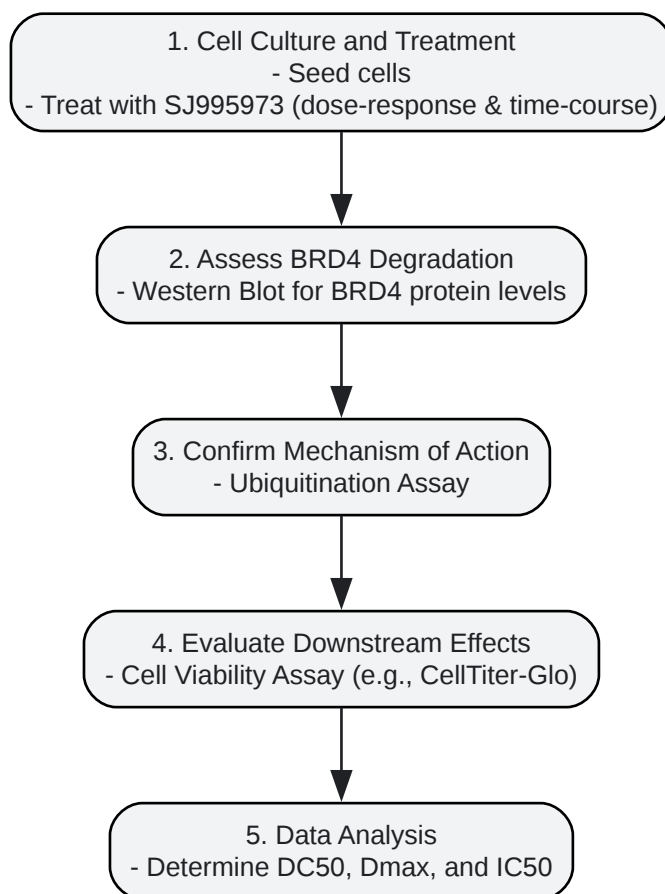 1. Cell Culture and Treatment
- Seed cells
- Treat with SJ995973 (dose-response & time-course)
2. Assess BRD4 Degradation
- Western Blot for BRD4 protein levels
3. Confirm Mechanism of Action
- Ubiquitination Assay
4. Evaluate Downstream Effects
- Cell Viability Assay (e.g., CellTiter-Glo)
5. Data Analysis
- Determine DC50, Dmax, and IC50